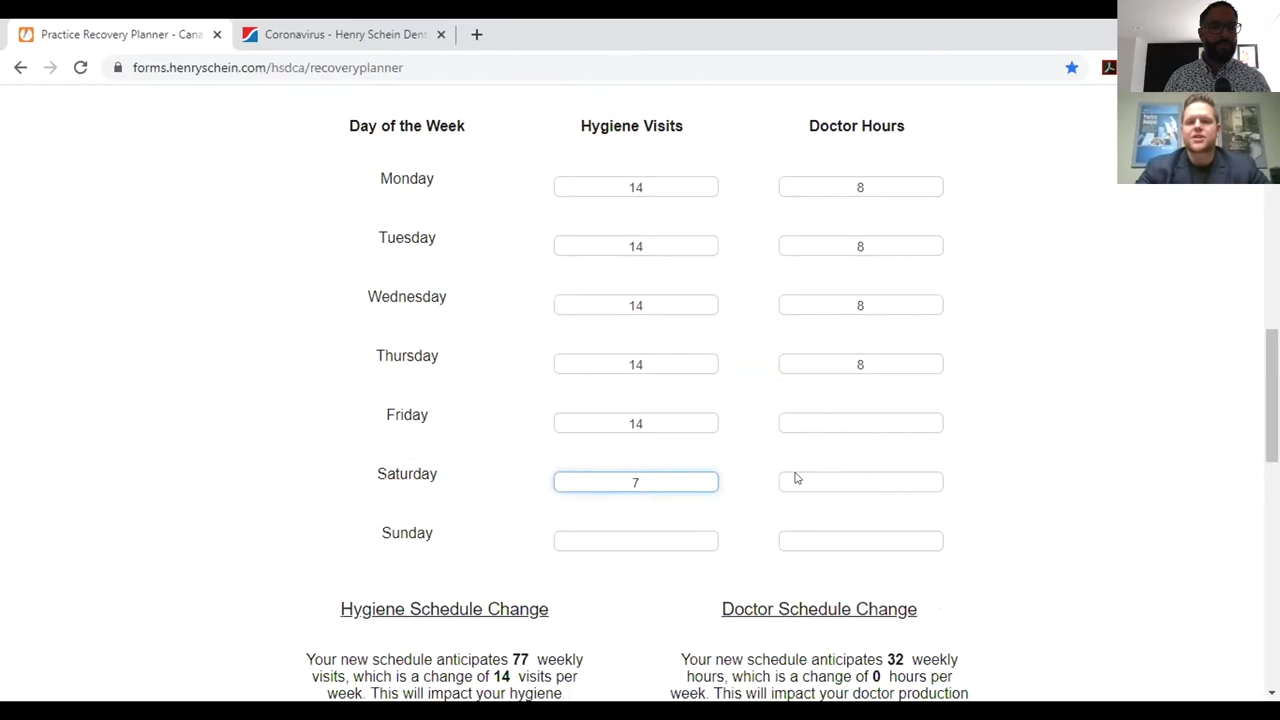 Practice Recovery Planner - Cana
Coronavirus - Henry Schein Dent
forms.henryschein.com/hsdca/recoveryplanner
Day of the Week Hygiene Visits Doctor Hours
Monday 14 8
Tuesday 14 8
Wednesday 14 8
Thursday 14 8
Friday 14
Saturday 7
Sunday
Hygiene Schedule Change
Your new schedule anticipates 77 weekly
visits, which is a change of 14 visits per
week. This will impact your hygiene
Doctor Schedule Change
Your new schedule anticipates 32 weekly
hours, which is a change of 0 hours per
week. This will impact your doctor production